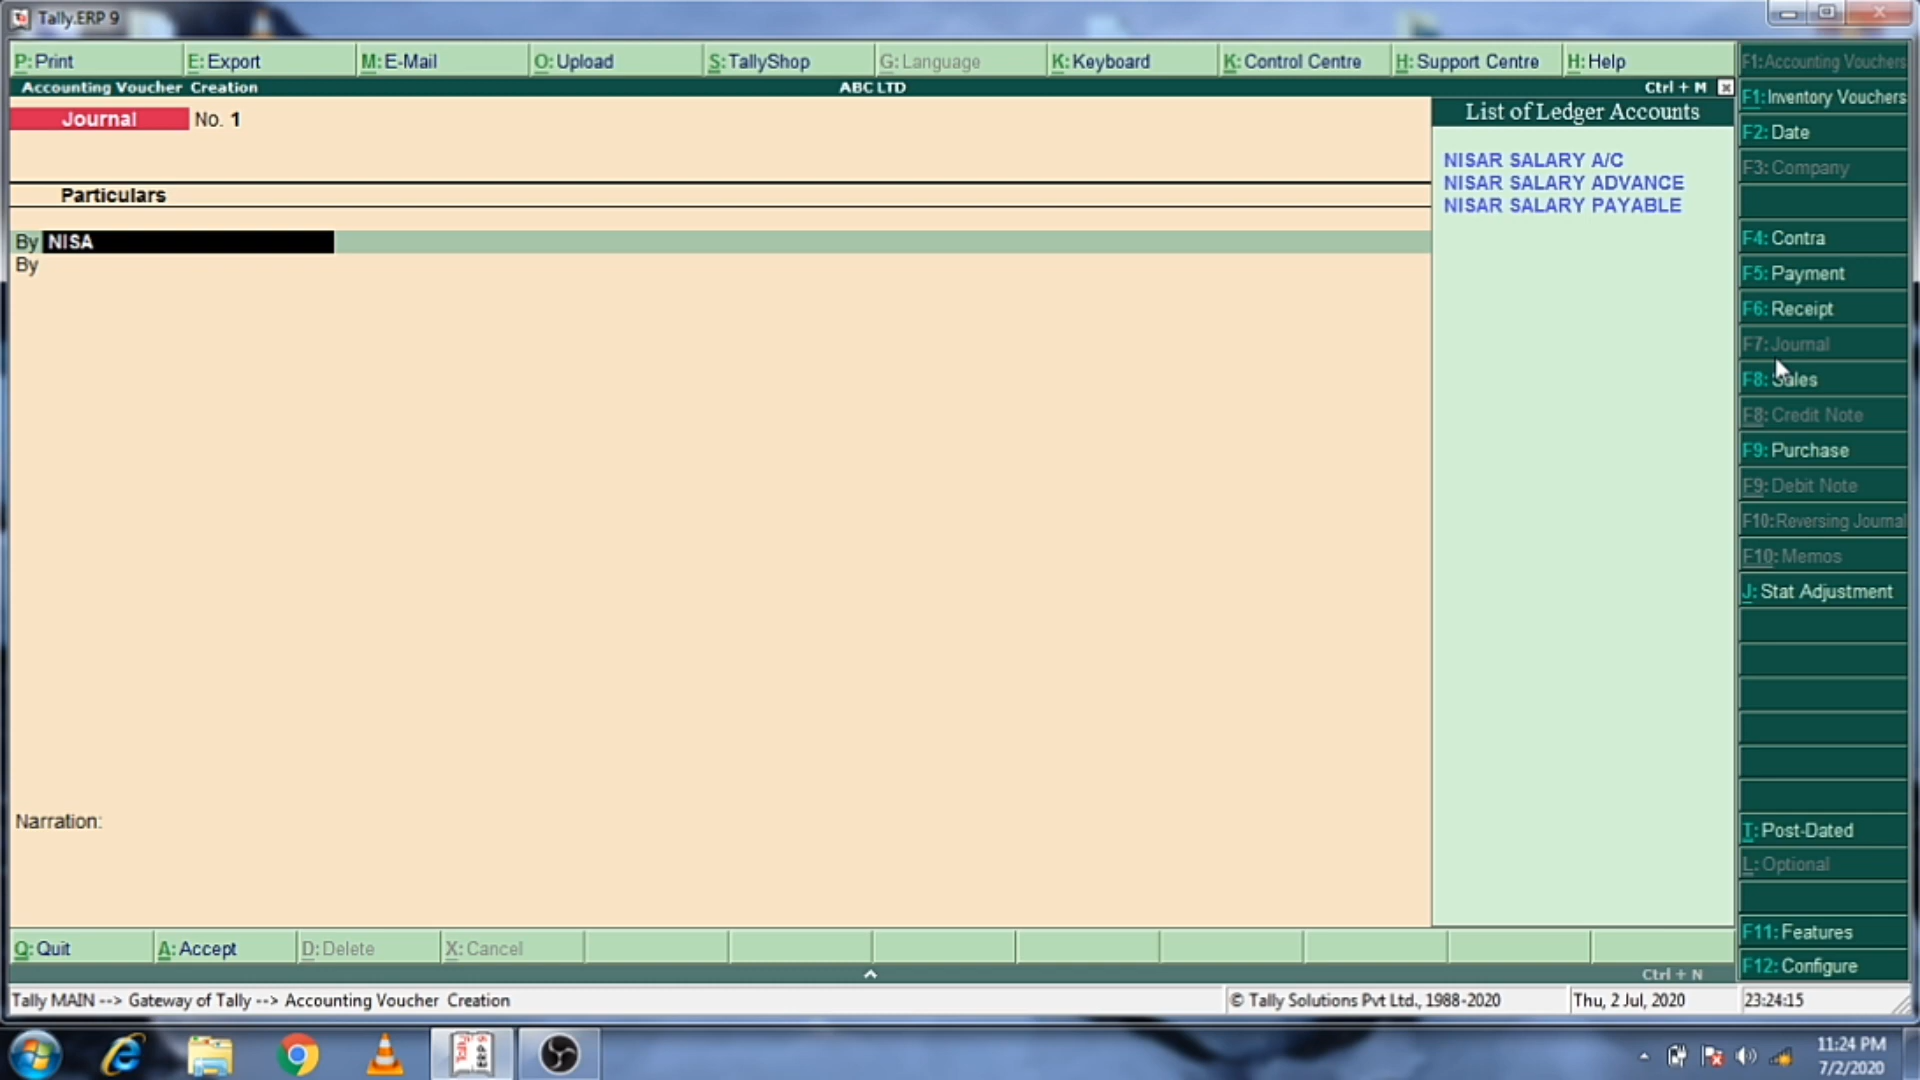 Tally.ERP 9
P: Print E: Export M: E-Mail O: Upload S: TallyShop G: Language K: Keyboard K: Control Centre H: Support Centre H: Help
Accounting Voucher Creation ABC LTD Ctrl + M
Journal No. 1
Particulars
By NISA
By
Narration:
List of Ledger Accounts
NISAR SALARY A/C
NISAR SALARY ADVANCE
NISAR SALARY PAYABLE
F1: Accounting Vouchers
F1: Inventory Vouchers
F2: Date
F3: Company
F4: Contra
F5: Payment
F6: Receipt
F7: Journal
F8: Sales
F8: Credit Note
F9: Purchase
F9: Debit Note
F10: Reversing Journal
F10: Memos
J: Stat Adjustment
T: Post-Dated
L: Optional
F11: Features
F12: Configure
Q: Quit A: Accept D: Delete X: Cancel
Ctrl + N
Tally MAIN --> Gateway of Tally --> Accounting Voucher Creation © Tally Solutions Pvt Ltd., 1988-2020 Thu, 2 Jul, 2020 23:24:15
Tally ERP 9
11:24 PM
7/2/2020